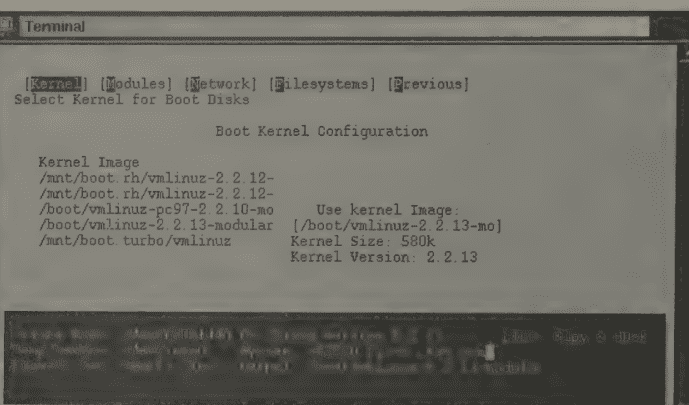 Terminal
[Kernel] [Modules] [Network] [Filesystems] [Previous]
Select Kernel for Boot Disks
Boot Kernel Configuration
Kernel Image
/mnt/boot.rh/vmlinuz-2.2.12-
/mnt/boot.rh/vmlinuz-2.2.12-
/boot/vmlinuz-pc97-2.2.10-mo
/boot/vmlinuz-2.2.13-modular
/mnt/boot.turbo/vmlinuz
Use kernel Image:
[/boot/vmlinuz-2.2.13-mo]
Kernel Size: 580k
Kernel Version: 2.2.13